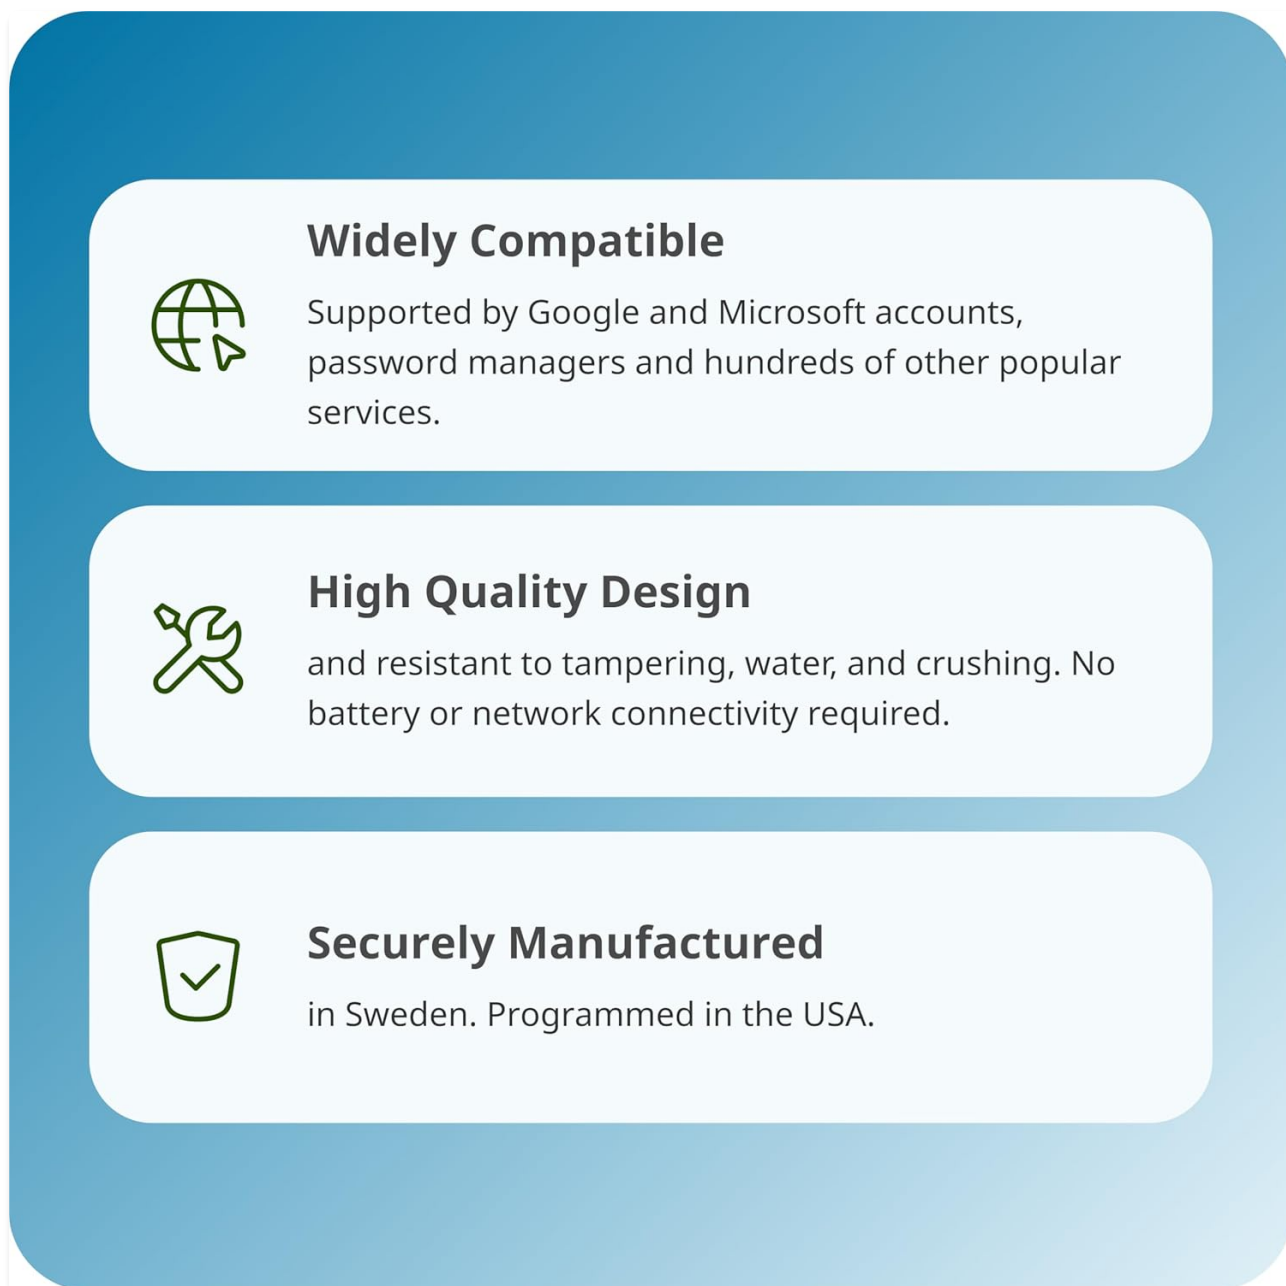 Widely Compatible
Supported by Google and Microsoft accounts,
password managers and hundreds of other popular
services.
High Quality Design
and resistant to tampering, water, and crushing. No
battery or network connectivity required.
Securely Manufactured
in Sweden. Programmed in the USA.